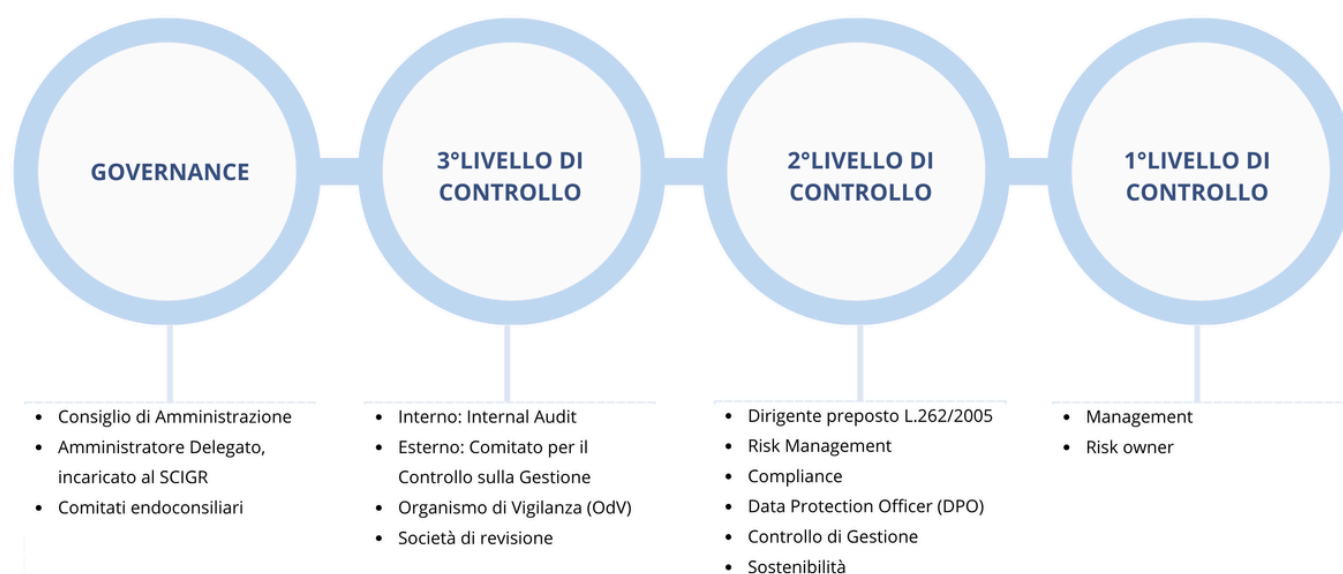 GOVERNANCE
3°LIVELLO DI
CONTROLLO
2°LIVELLO DI
CONTROLLO
1°LIVELLO DI
CONTROLLO
• Consiglio di Amministrazione
• Amministratore Delegato,
incaricato al SCIGR
• Comitati endoconsiliari
• Interno: Internal Audit
• Esterno: Comitato per il
Controllo sulla Gestione
• Organismo di Vigilanza (OdV)
• Società di revisione
• Dirigente preposto L.262/2005
• Risk Management
• Compliance
• Data Protection Officer (DPO)
• Controllo di Gestione
• Sostenibilità
• Management
• Risk owner